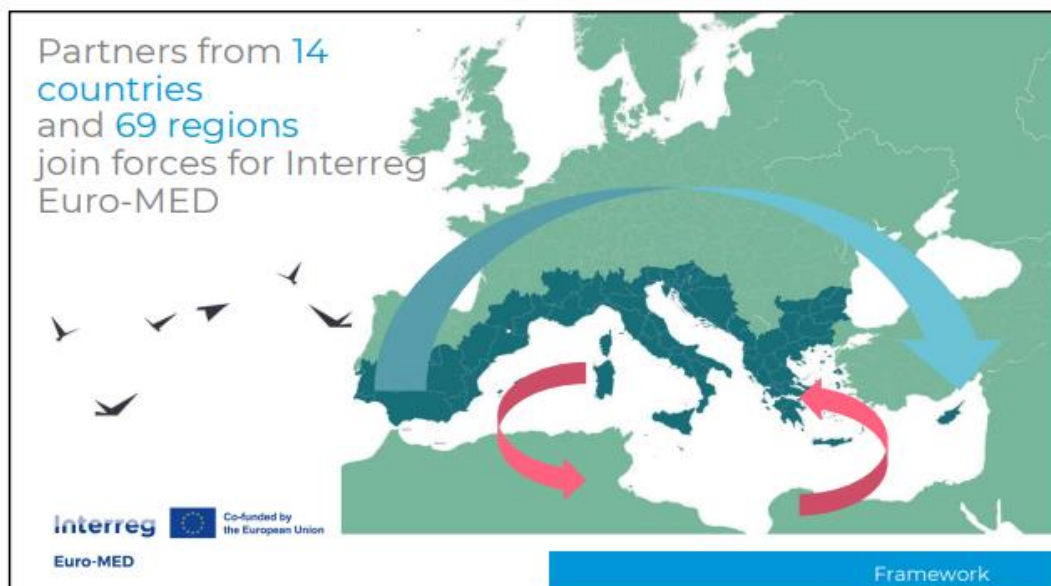 Partners from 14
countries
and 69 regions
join forces for Interreg
Euro-MED
Interreg
Co-funded by
the European Union
Euro-MED
Framework